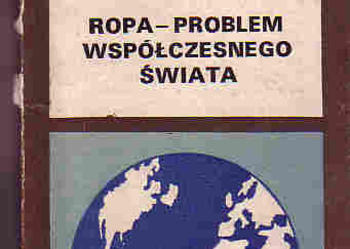 ROPA – PROBLEM
WSPÓŁCZESNEGO
ŚWIATA